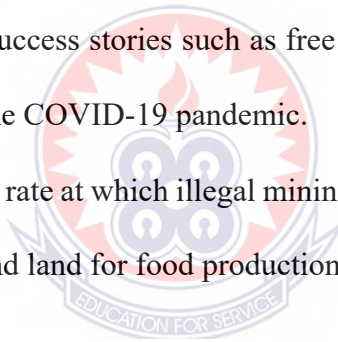 uccess stories such as free
e COVID-19 pandemic.
rate at which illegal minin
nd land for food production
EDUCATION FOR SERVICE